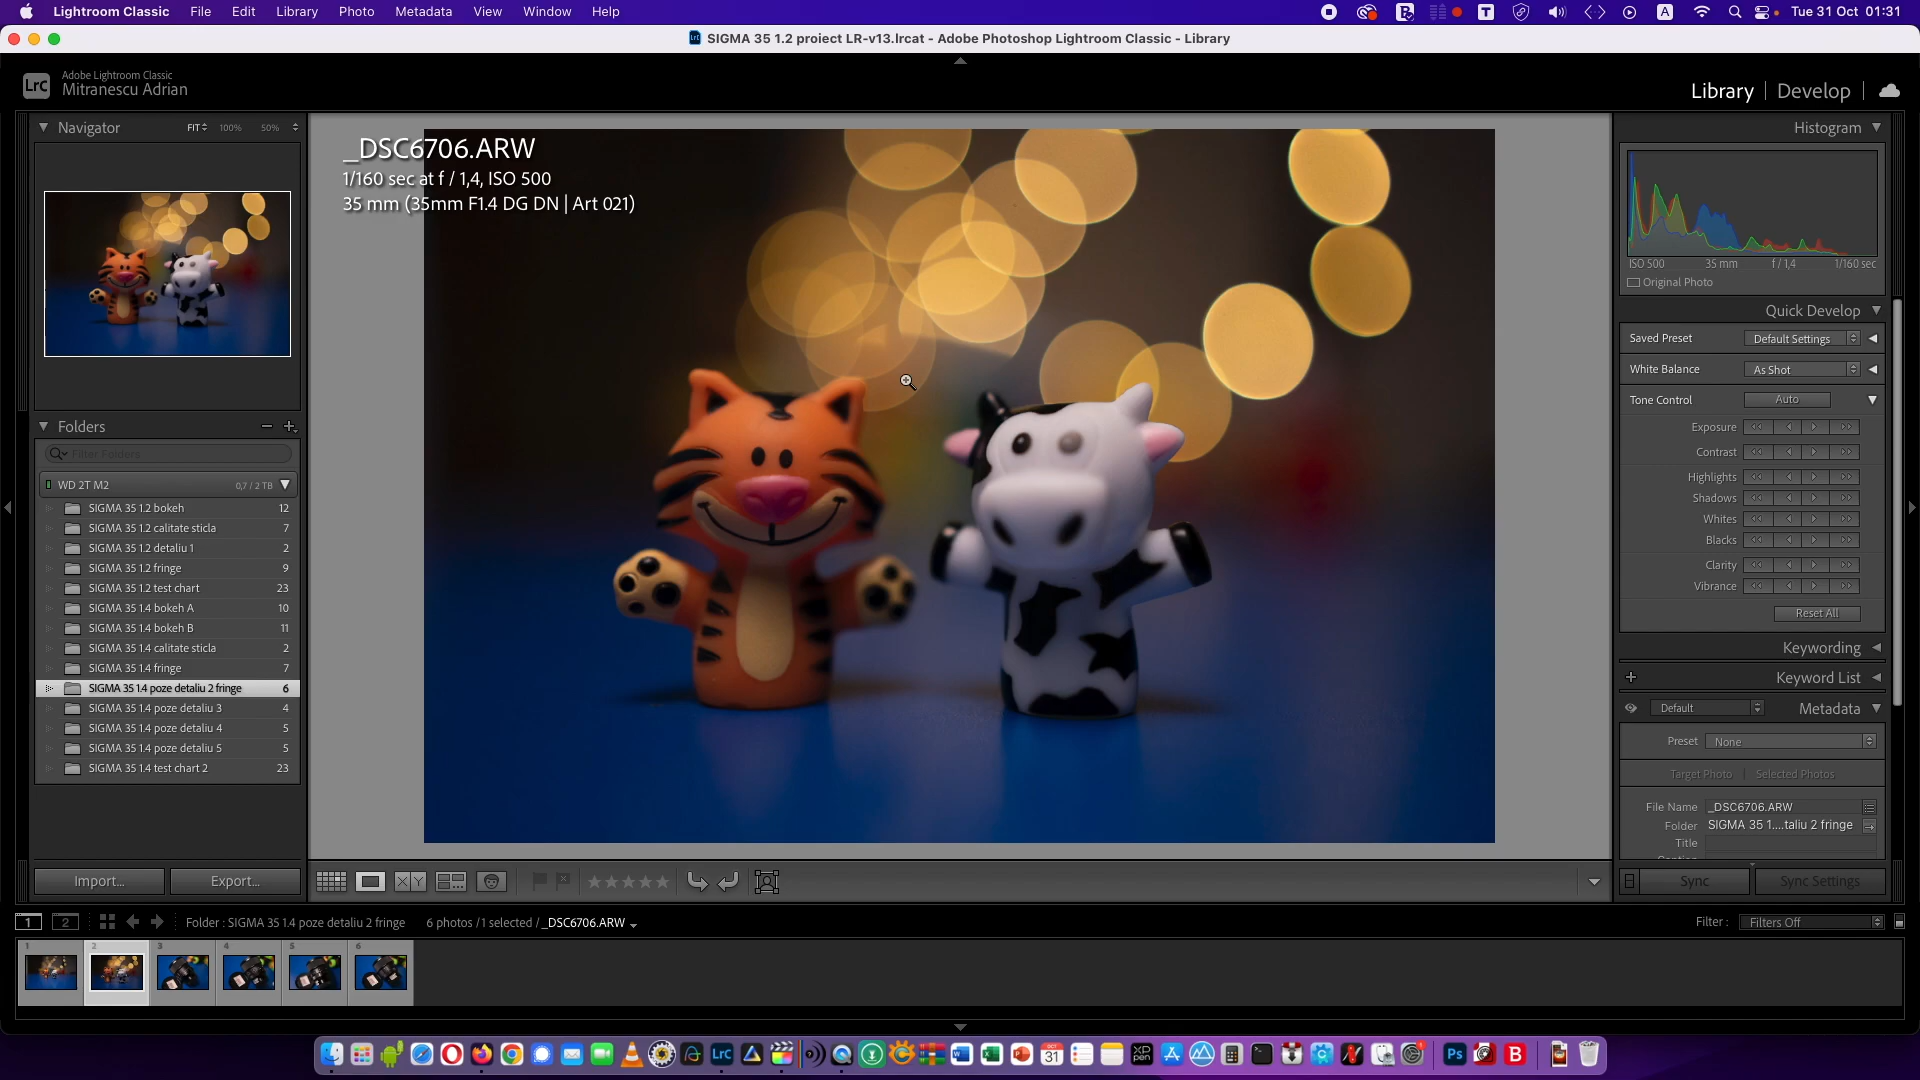 Lightroom Classic File Edit Library Photo Metadata View Window Help
T A Tue 31 Oct 01:31
SIGMA 35 1.2 proiect LR-v13.lrcat - Adobe Photoshop Lightroom Classic - Library
LrC
Adobe Lightroom Classic
Mitranescu Adrian
Library | Develop
Navigator FIT 100% 50%
_DSC6706.ARW
1/160 sec at f / 1,4, ISO 500
35 mm (35mm F1.4 DG DN | Art 021)
Folders
Filter Folders
WD 2T M2 0,7 / 2 TB
SIGMA 35 1.2 bokeh 12
SIGMA 35 1.2 calitate sticla 7
SIGMA 35 1.2 detaliu 1 2
SIGMA 35 1.2 fringe 9
SIGMA 35 1.2 test chart 23
SIGMA 35 1.4 bokeh A 10
SIGMA 35 1.4 bokeh B 11
SIGMA 35 1.4 calitate sticla 2
SIGMA 35 1.4 fringe 7
SIGMA 35 1.4 poze detaliu 2 fringe 6
SIGMA 35 1.4 poze detaliu 3 4
SIGMA 35 1.4 poze detaliu 4 5
SIGMA 35 1.4 poze detaliu 5 5
SIGMA 35 1.4 test chart 2 23
Import... Export...
Histogram
ISO 500 35 mm f / 1,4 1/160 sec
Original Photo
Quick Develop
Saved Preset Default Settings
White Balance As Shot
Tone Control Auto
Exposure
Contrast
Highlights
Shadows
Whites
Blacks
Clarity
Vibrance
Reset All
Keywording
Keyword List
Default Metadata
Preset None
Target Photo Selected Photos
File Name _DSC6706.ARW
Folder SIGMA 35 1....taliu 2 fringe
Title
X Y
Sync Sync Settings
1 2 Folder : SIGMA 35 1.4 poze detaliu 2 fringe 6 photos / 1 selected / _DSC6706.ARW
Filter : Filters Off
1 2 3 4 5 6
LrC 31 XP PEN Ps B